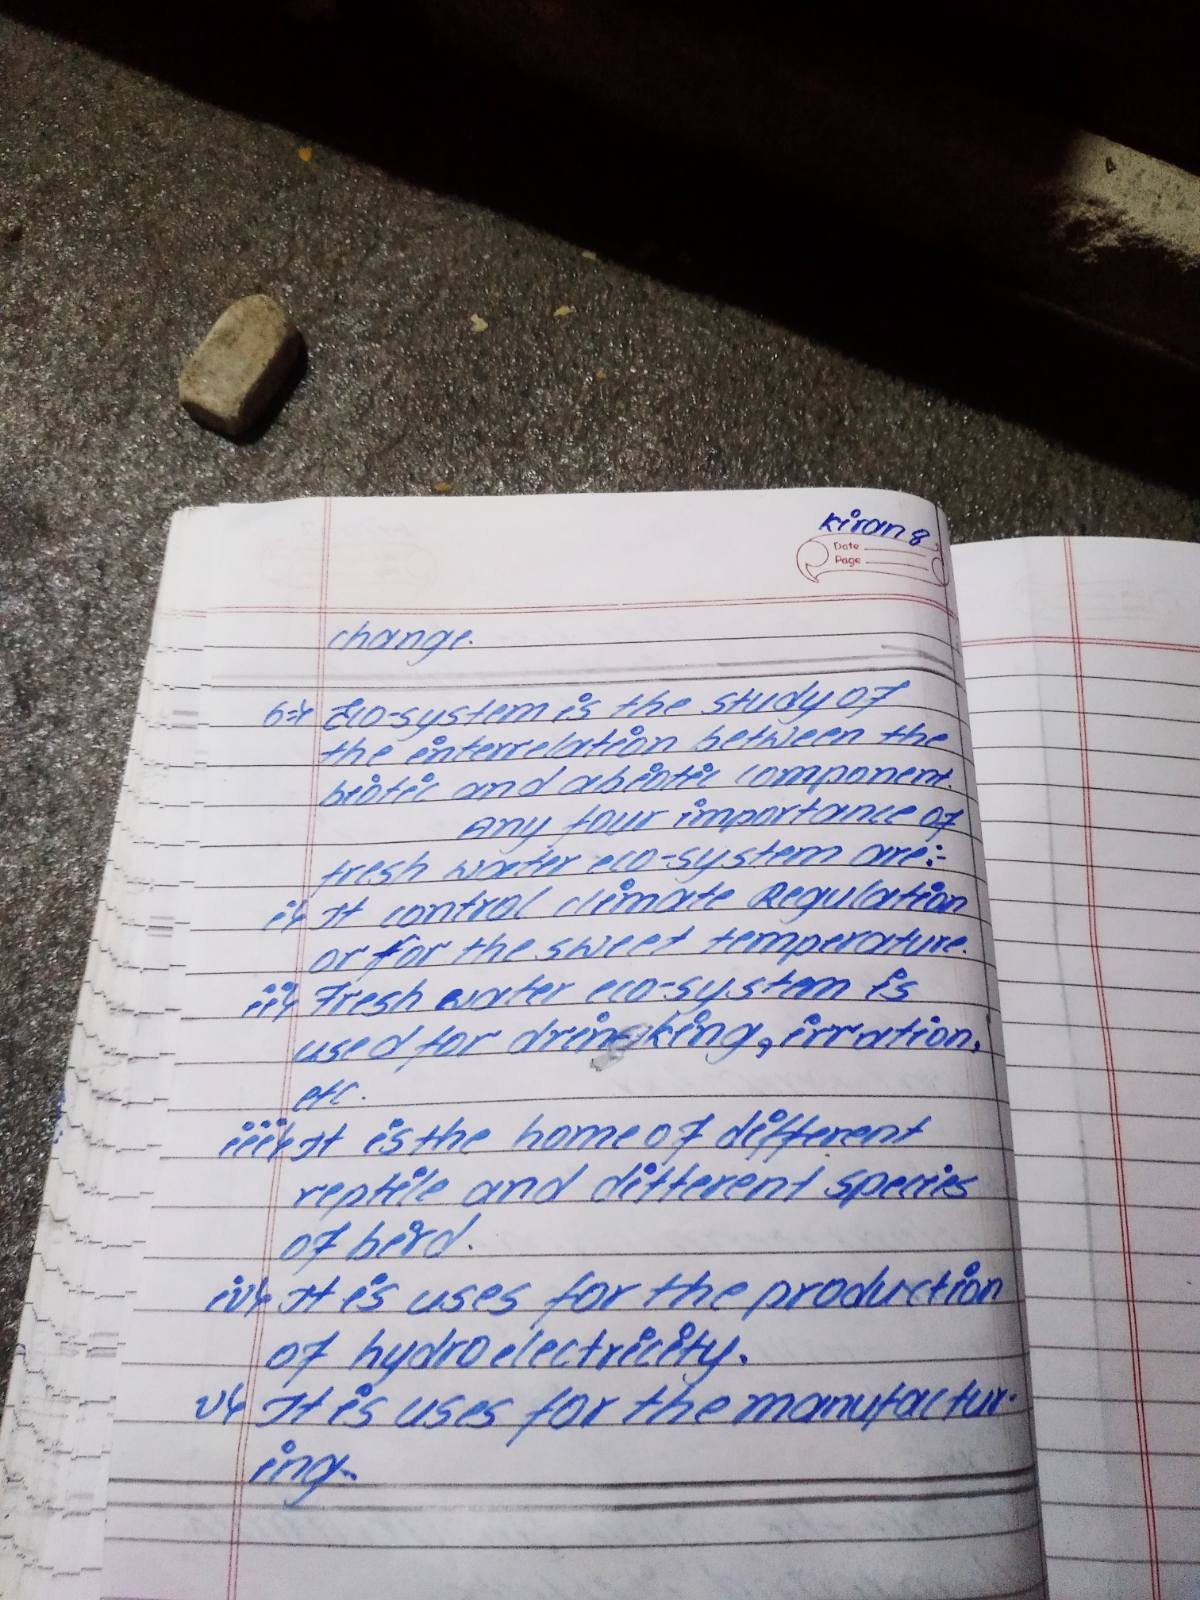 Kiran 8
Date
Page
change.
6⇒ Eco-system is the study of
the interrelation between the
biotic and abiotic component.
Any four importance of
fresh water eco-system are:-
i) It control climate Regulation
or for the sweet temperature.
ii) Fresh water eco-system is
used for drinking, irration,
etc.
iii) It is the home of different
reptile and different species
of bird.
iv) It is uses for the production
of hydroelectricity.
v) It is uses for the manufactur-
ing.